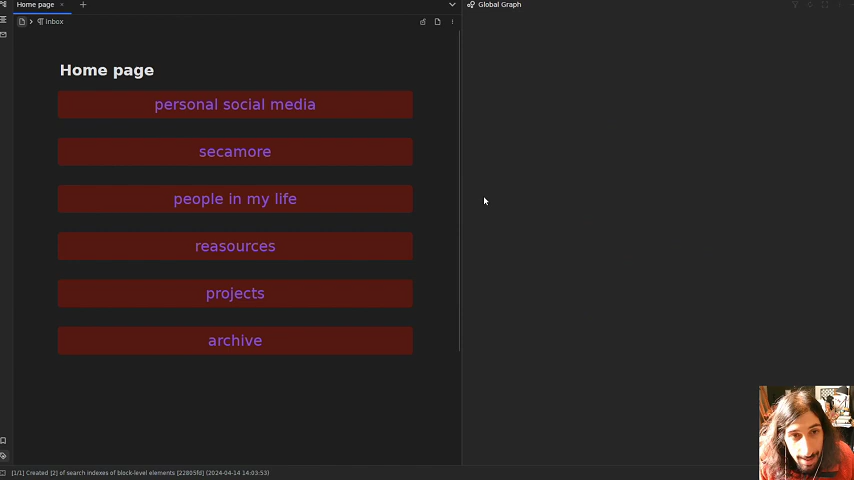 Home page
Global Graph
Inbox
Home page
personal social media
secamore
people in my life
reasources
projects
archive
[1/1] Created [2] of search indexes of block-level elements [22805fd] (2024-04-14 14:03:53)